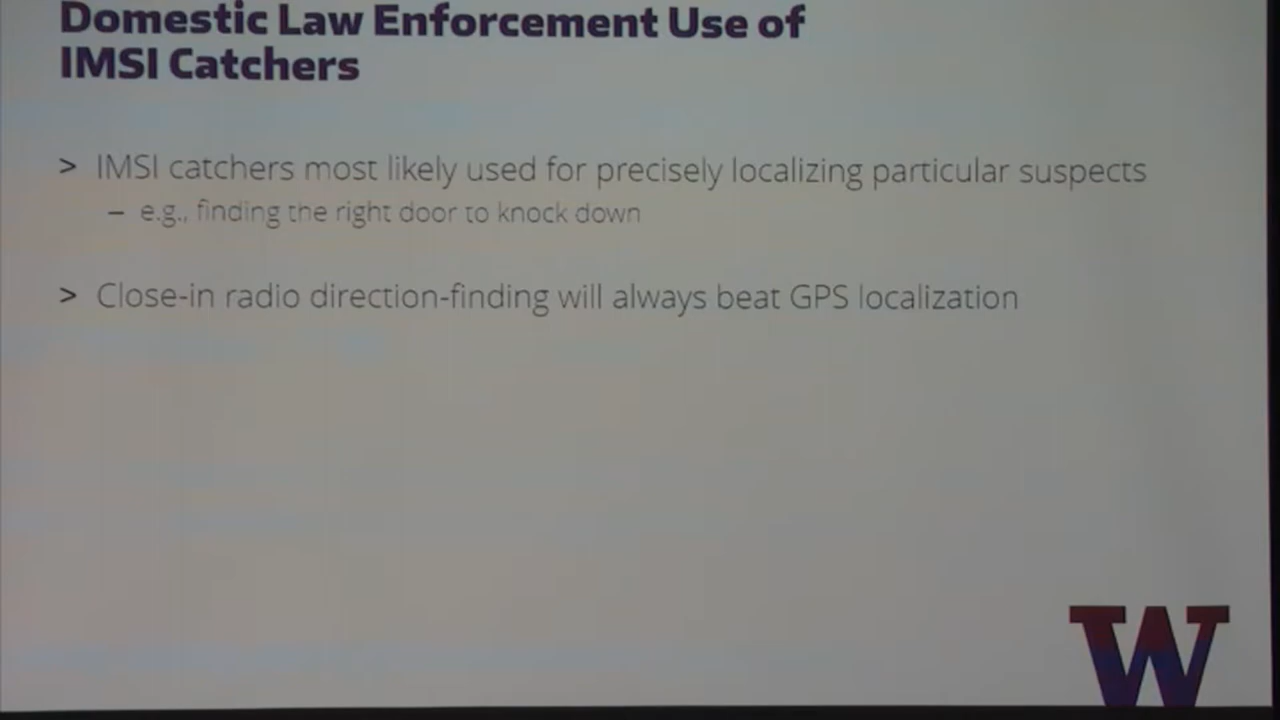 Domestic Law Enforcement Use of
IMSI Catchers
> IMSI catchers most likely used for precisely localizing particular suspects
– e.g., finding the right door to knock down
> Close-in radio direction-finding will always beat GPS localization
W